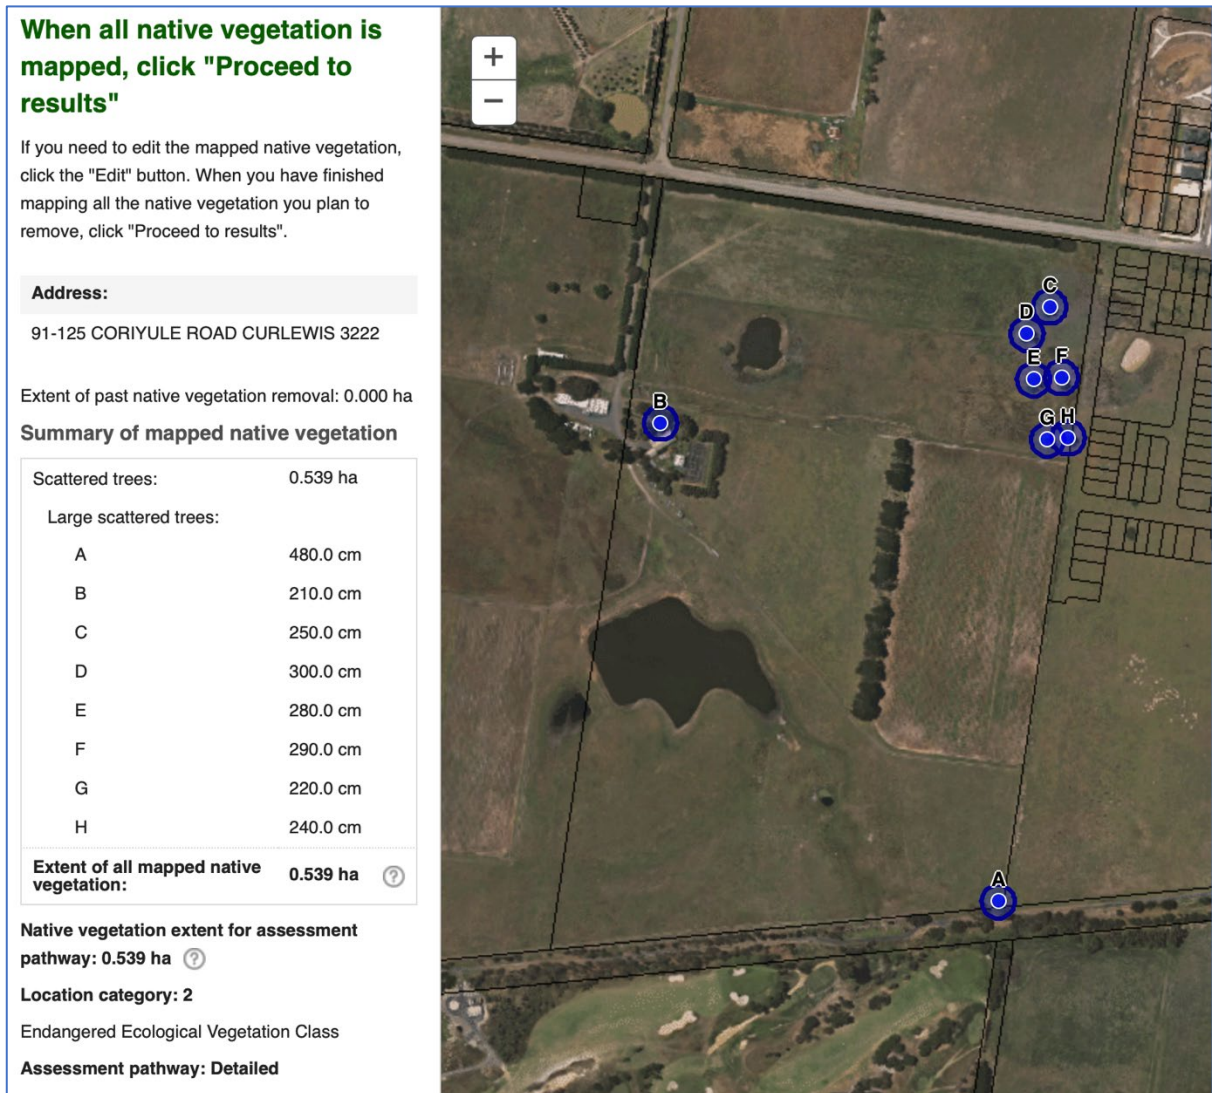 When all native vegetation is
mapped, click "Proceed to
results"
If you need to edit the mapped native vegetation,
click the "Edit" button. When you have finished
mapping all the native vegetation you plan to
remove, click "Proceed to results".
Address:
91-125 CORIYULE ROAD CURLEWIS 3222
Extent of past native vegetation removal: 0.000 ha
Summary of mapped native vegetation
Scattered trees: 0.539 ha
Large scattered trees:
A 480.0 cm
B 210.0 cm
C 250.0 cm
D 300.0 cm
E 280.0 cm
F 290.0 cm
G 220.0 cm
H 240.0 cm
Extent of all mapped native
vegetation: 0.539 ha ?
Native vegetation extent for assessment
pathway: 0.539 ha ?
Location category: 2
Endangered Ecological Vegetation Class
Assessment pathway: Detailed
+
−
C
D
E F
B
G H
A